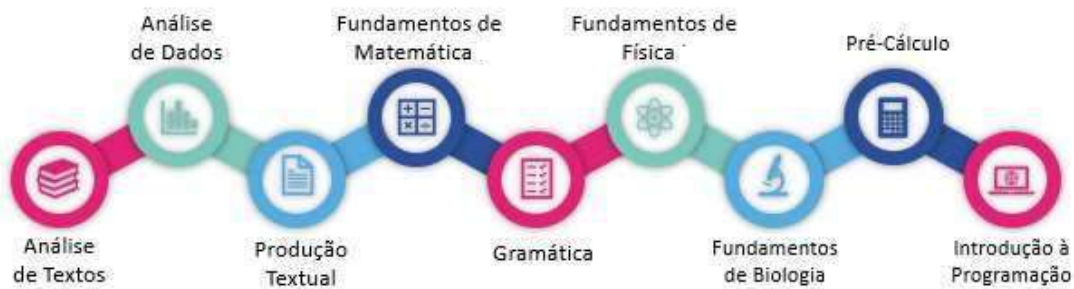 Análise
de Textos
Análise
de Dados
Produção
Textual
Fundamentos de
Matemática
Gramática
Fundamentos de
Física
Fundamentos
de Biologia
Pré-Cálculo
Introdução à
Programação